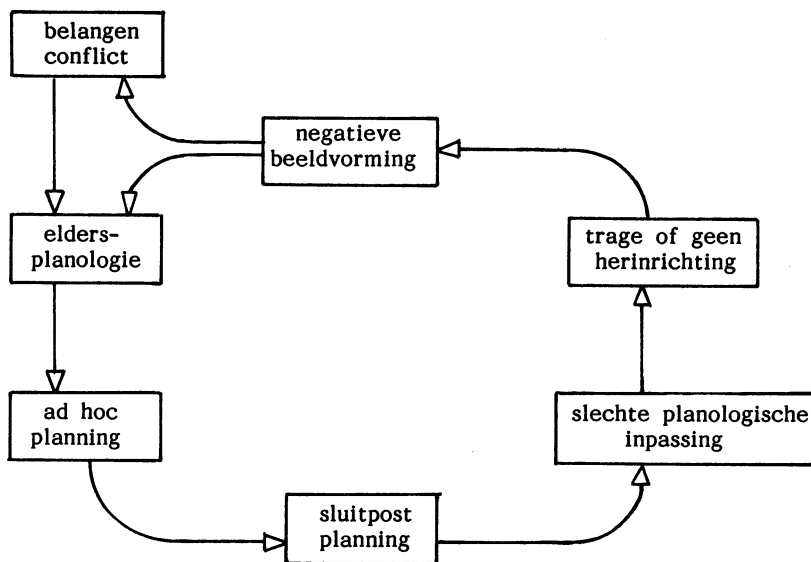 belangen
conflict
negatieve
beeldvorming
elders-
planologie
trage of geen
herinrichting
ad hoc
planning
slechte planologische
inpassing
sluitpost
planning